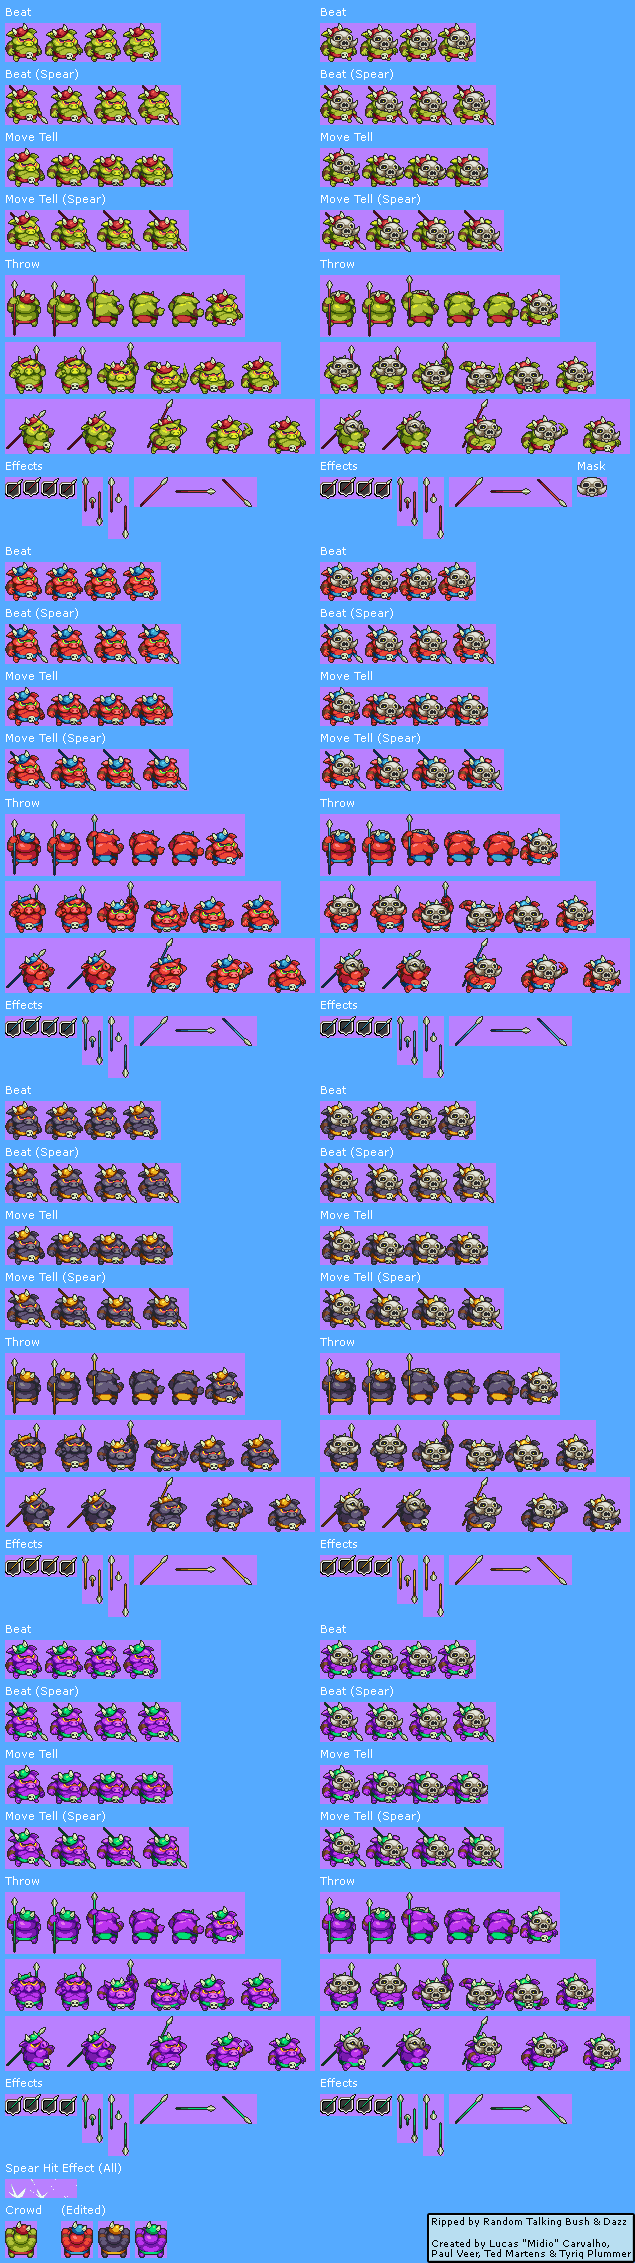 Beat Beat
Beat (Spear) Beat (Spear)
Move Tell Move Tell
Move Tell (Spear) Move Tell (Spear)
Throw Throw
Effects Effects Mask
Beat Beat
Beat (Spear) Beat (Spear)
Move Tell Move Tell
Move Tell (Spear) Move Tell (Spear)
Throw Throw
Effects Effects
Beat Beat
Beat (Spear) Beat (Spear)
Move Tell Move Tell
Move Tell (Spear) Move Tell (Spear)
Throw Throw
Effects Effects
Beat Beat
Beat (Spear) Beat (Spear)
Move Tell Move Tell
Move Tell (Spear) Move Tell (Spear)
Throw Throw
Effects Effects
Spear Hit Effect (All)
Crowd (Edited)
Ripped by Random Talking Bush & Dazz
Created by Lucas "Midio" Carvalho,
Paul Veer, Ted Martens & Tyriq Plummer